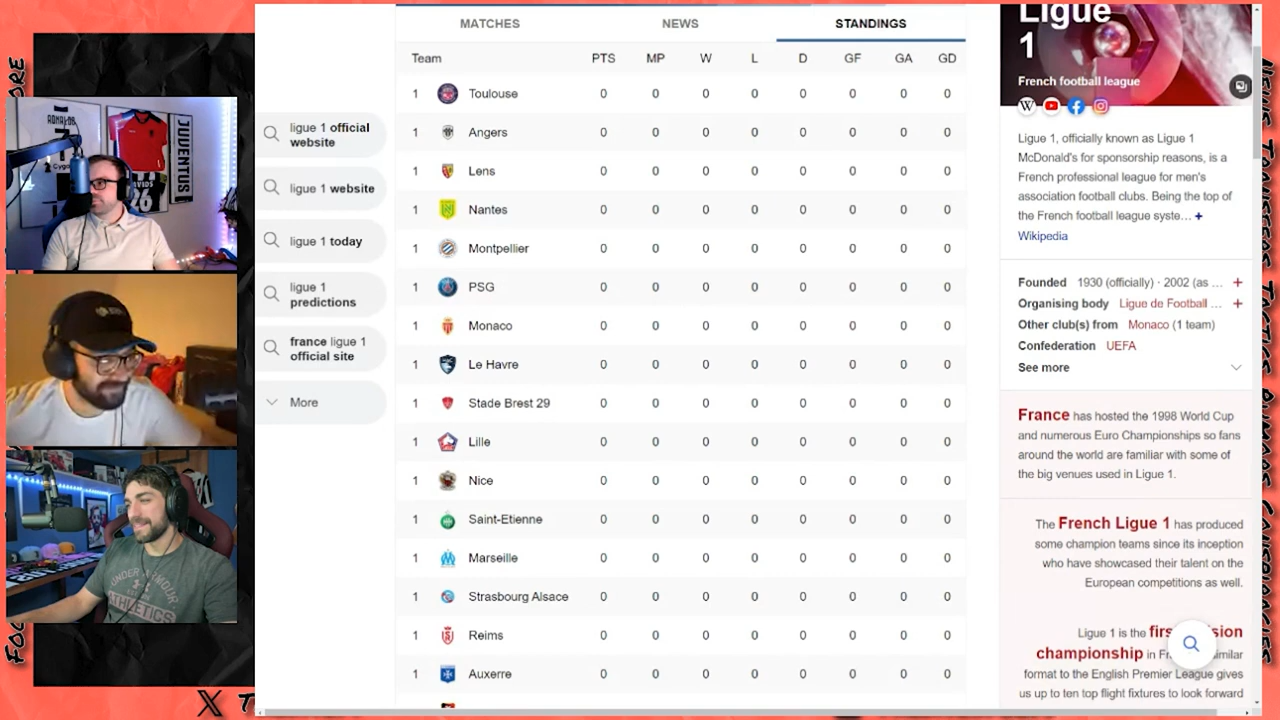 MATCHES NEWS STANDINGS
Team PTS MP W L D GF GA GD
1 Toulouse 0 0 0 0 0 0 0 0
1 Angers 0 0 0 0 0 0 0 0
1 Lens 0 0 0 0 0 0 0 0
1 Nantes 0 0 0 0 0 0 0 0
1 Montpellier 0 0 0 0 0 0 0 0
1 PSG 0 0 0 0 0 0 0 0
1 Monaco 0 0 0 0 0 0 0 0
1 Le Havre 0 0 0 0 0 0 0 0
1 Stade Brest 29 0 0 0 0 0 0 0 0
1 Lille 0 0 0 0 0 0 0 0
1 Nice 0 0 0 0 0 0 0 0
1 Saint-Etienne 0 0 0 0 0 0 0 0
1 Marseille 0 0 0 0 0 0 0 0
1 Strasbourg Alsace 0 0 0 0 0 0 0 0
1 Reims 0 0 0 0 0 0 0 0
1 Auxerre 0 0 0 0 0 0 0 0
ligue 1 official
website
ligue 1 website
ligue 1 today
ligue 1
predictions
france ligue 1
official site
More
Ligue
1
French football league
W
Ligue 1, officially known as Ligue 1
McDonald's for sponsorship reasons, is a
French professional league for men's
association football clubs. Being the top of
the French football league syste… +
Wikipedia
Founded 1930 (officially) · 2002 (as ... +
Organising body Ligue de Football ... +
Other club(s) from Monaco (1 team)
Confederation UEFA
See more
France has hosted the 1998 World Cup
and numerous Euro Championships so fans
around the world are familiar with some of
the big venues used in Ligue 1.
The French Ligue 1 has produced
some champion teams since its inception
who have showcased their talent on the
European competitions as well.
Ligue 1 is the
championship in
format to the English Premier League gives
us up to ten top flight fixtures to look forward
RONALDO
JUVENTUS
26
UNDER ARMOUR
ATHLETICS